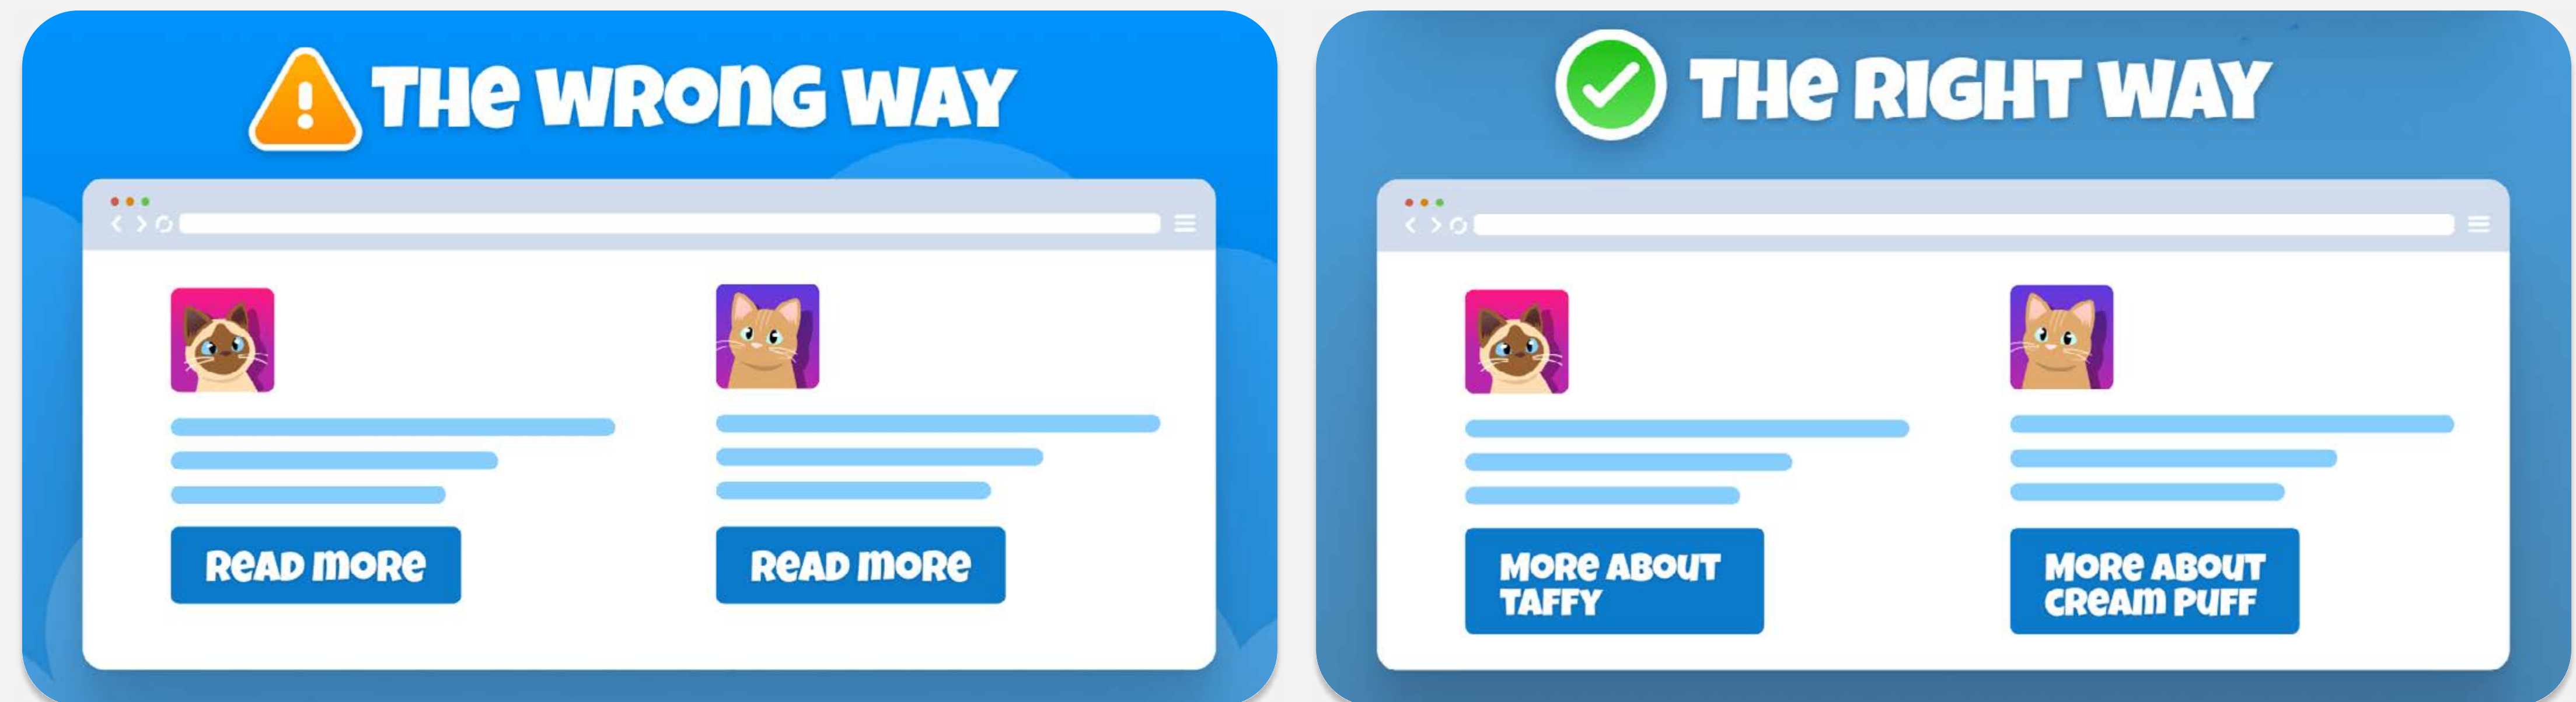 THE WRONG WAY
READ MORE
READ MORE
THE RIGHT WAY
MORE ABOUT
TAFFY
MORE ABOUT
CREAM PUFF